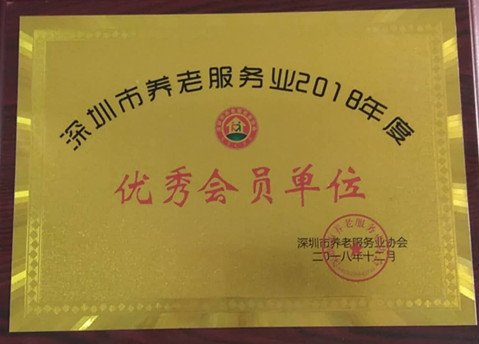 深圳市养老服务业2018年度
优秀会员单位
深圳市养老服务业协会
二〇一八年十二月